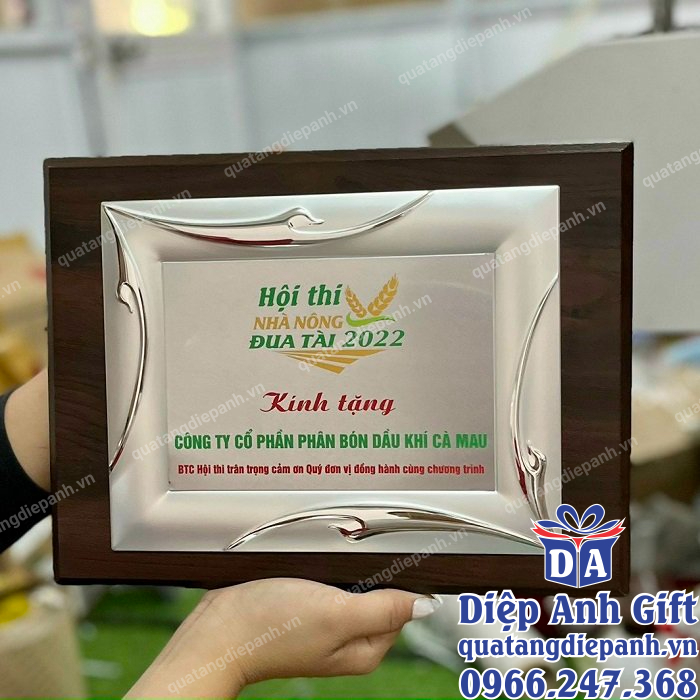 Hội thi
NHÀ NÔNG
ĐUA TÀI 2022
Kính tặng
CÔNG TY CỔ PHẦN PHÂN BÓN DẦU KHÍ CÀ MAU
BTC Hội thi trân trọng cảm ơn Quý đơn vị đồng hành cùng chương trình
DA
Diệp Anh Gift
quatangdiepanh.vn
0966.247.368
quatangdiepanh.vn